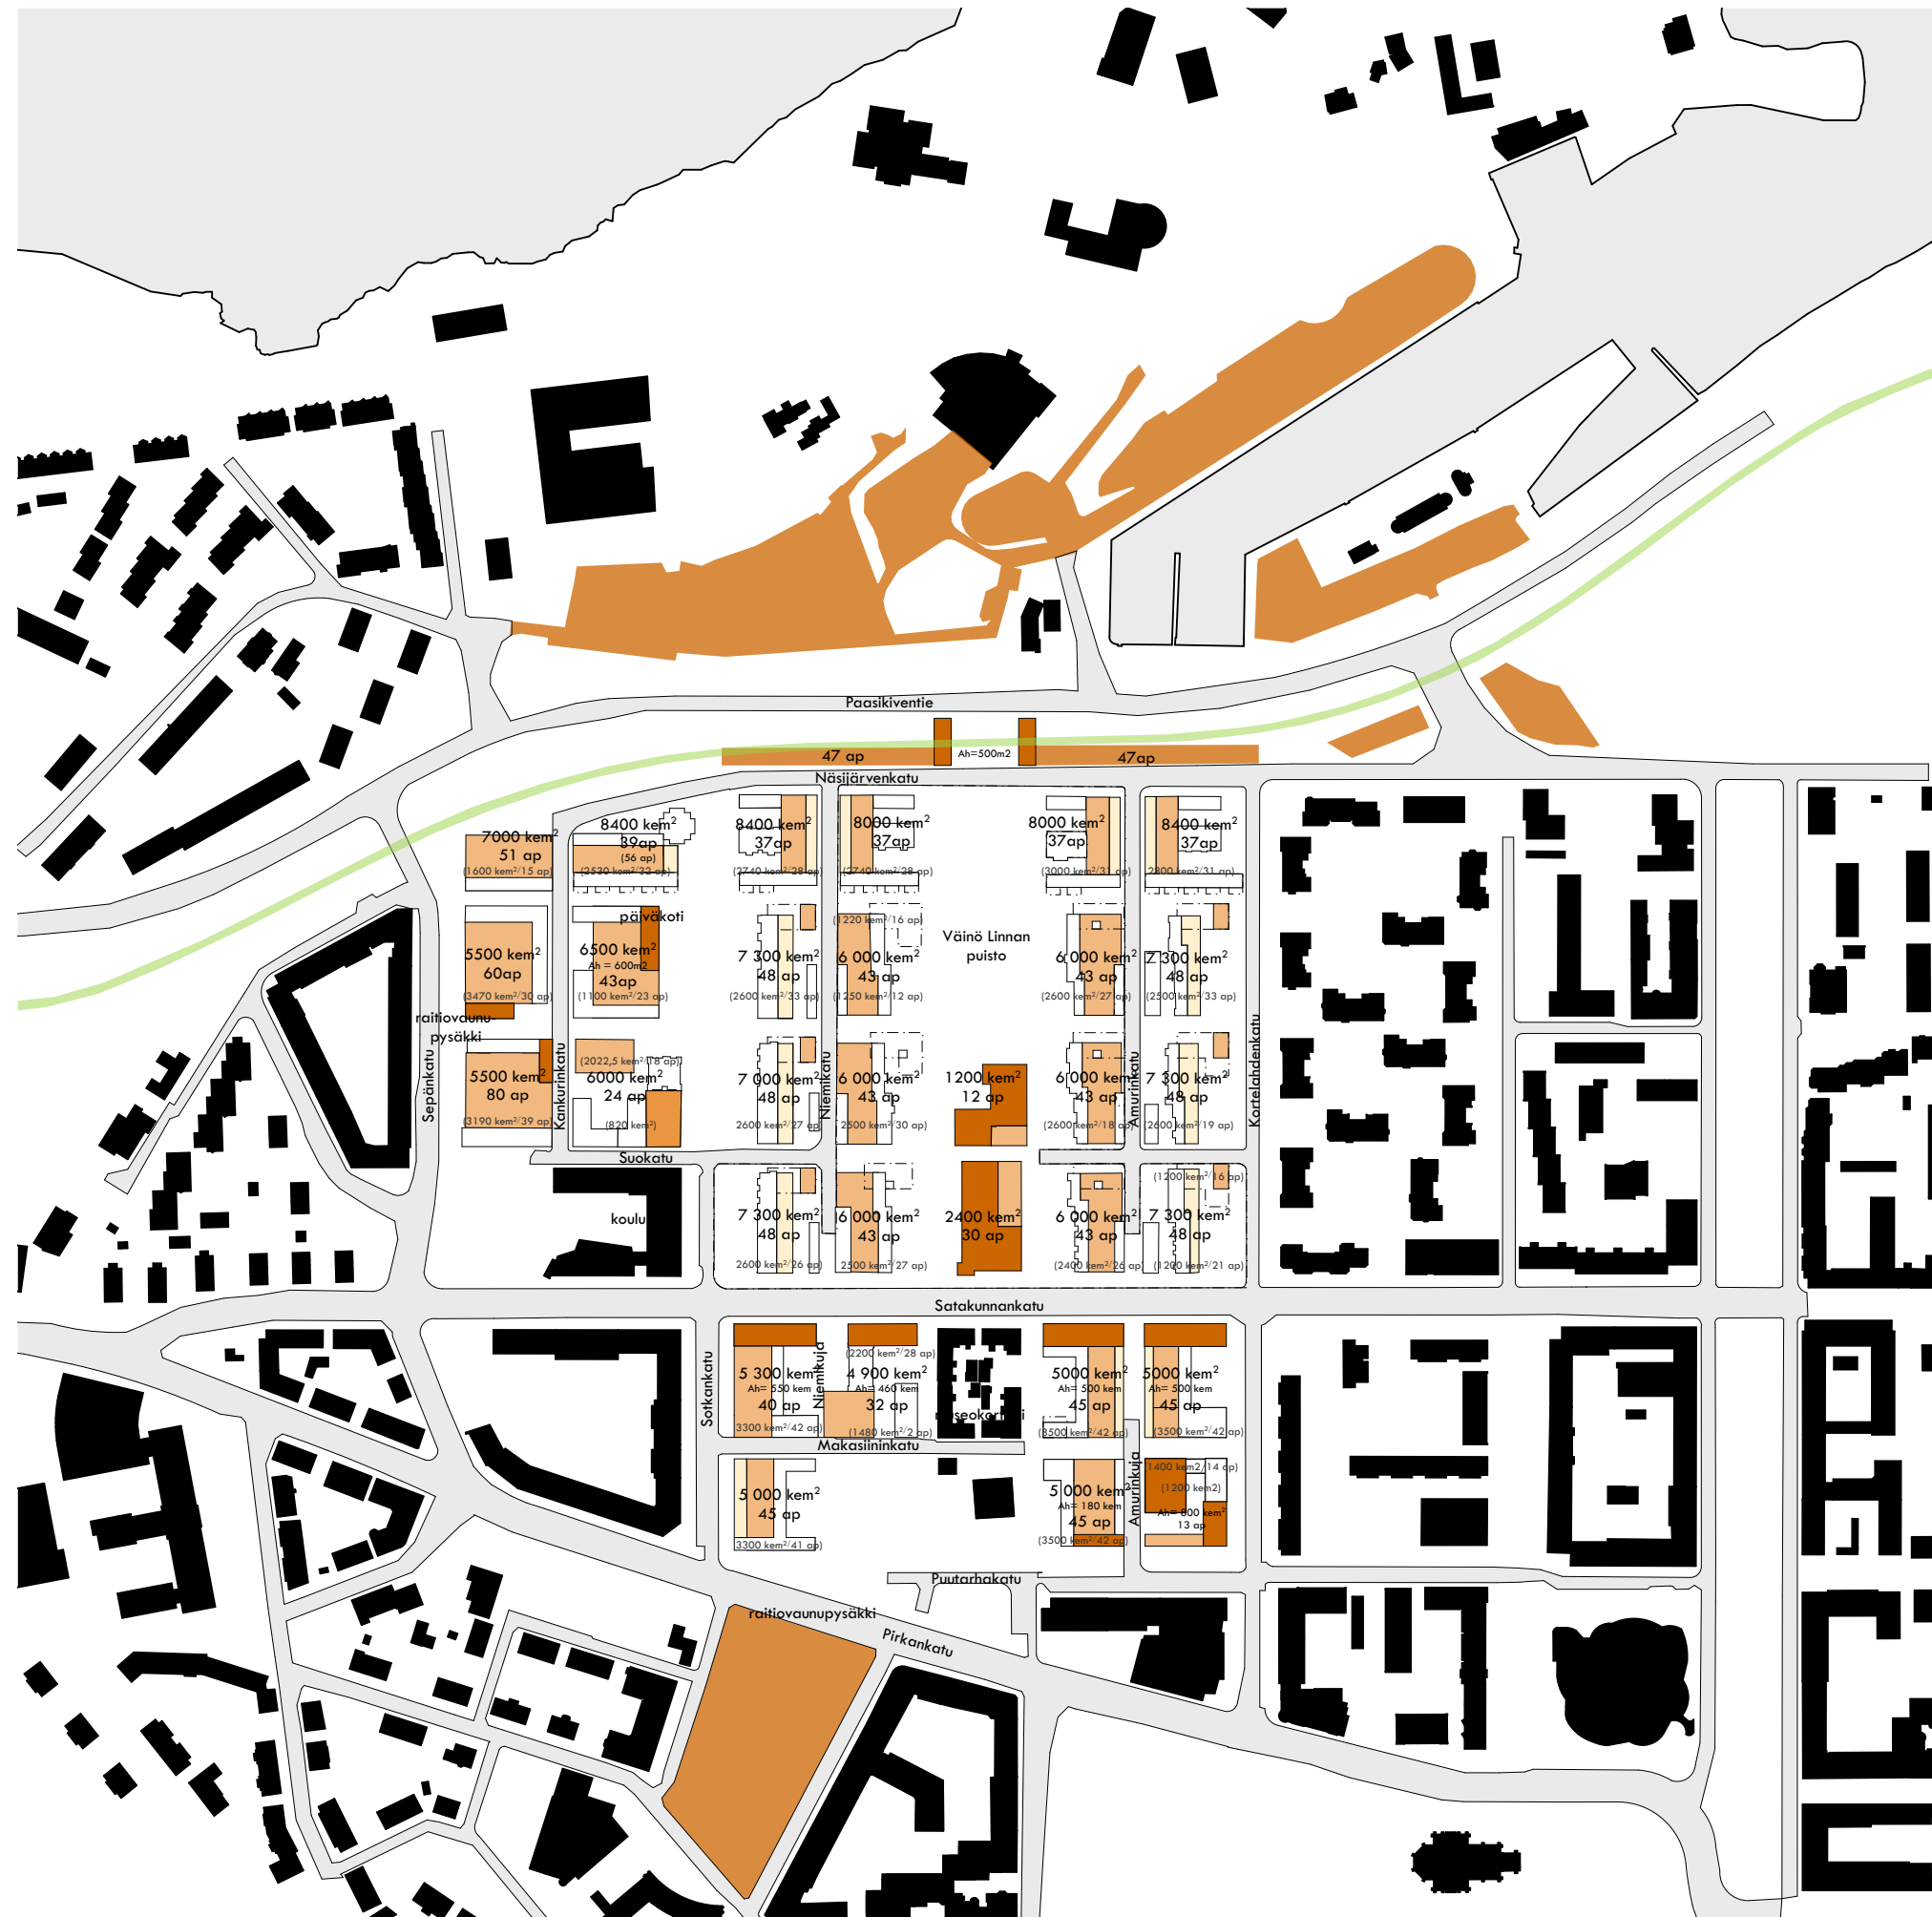 Paasikiventie
47 ap
Ah=500m2
47ap
Näsijärvenkatu
7000 kem²
51 ap
(1600 kem²/15 ap)
8400 kem²
39ap
(56 ap)
(2530 kem²/32 ap)
8400 kem²
37ap
(2740 kem²/28 ap)
8000 kem²
37ap
(2740 kem²/28 ap)
8000 kem²
37ap
(3000 kem²/31 ap)
8400 kem²
37ap
2800 kem²/31 ap)
päiväkoti
5500 kem²
60ap
(3470 kem²/30 ap)
6500 kem²
Ah = 600m2
43ap
(1100 kem²/23 ap)
7 300 kem²
48 ap
(2600 kem²/33 ap)
(1220 kem²/16 ap)
6 000 kem²
43 ap
(1250 kem²/12 ap)
Väinö Linnan
puisto
6 000 kem²
43 ap
(2600 kem²/27 ap)
7 300 kem²
48 ap
(2500 kem²/33 ap)
raitiovaunu-
pysäkki
Sepänkatu
Kankurinkatu
Niemikatu
Amurinkatu
Kortelahdenkatu
5500 kem²
80 ap
(3190 kem²/39 ap)
(2022,5 kem²/18 ap)
6000 kem²
24 ap
(820 kem²)
7 000 kem²
48 ap
2600 kem²/27 ap)
6 000 kem²
43 ap
2500 kem²/30 ap)
1200 kem²
12 ap
6 000 kem²
43 ap
(2600 kem²/18 ap)
7 300 kem²
48 ap
(2600 kem²/19 ap)
Suokatu
koulu
7 300 kem²
48 ap
2600 kem²/26 ap)
6 000 kem²
43 ap
2500 kem²/27 ap)
2400 kem²
30 ap
6 000 kem²
43 ap
(2400 kem²/26 ap)
(1200 kem²/16 ap)
7 300 kem²
48 ap
(1200 kem²/21 ap)
Satakunnankatu
Sotkankatu
Niemikuja
5 300 kem²
Ah= 550 kem
40 ap
3300 kem²/42 ap)
(2200 kem²/28 ap)
4 900 kem²
Ah= 460 kem
32 ap
(1480 kem²/2 ap)
5000 kem²
Ah= 500 kem
45 ap
(3500 kem²/42 ap)
5000 kem²
Ah= 500 kem
45 ap
(3500 kem²/42 ap)
Makasiininkatu
Amurinkuja
5 000 kem²
45 ap
3300 kem²/41 ap)
5 000 kem²
Ah= 180 kem
45 ap
(3500 kem²/42 ap)
1400 kem2/14 ap)
(1200 kem2)
Ah= 800 kem²
13 ap
Puutarhakatu
raitiovaunupysäkki
Pirkankatu